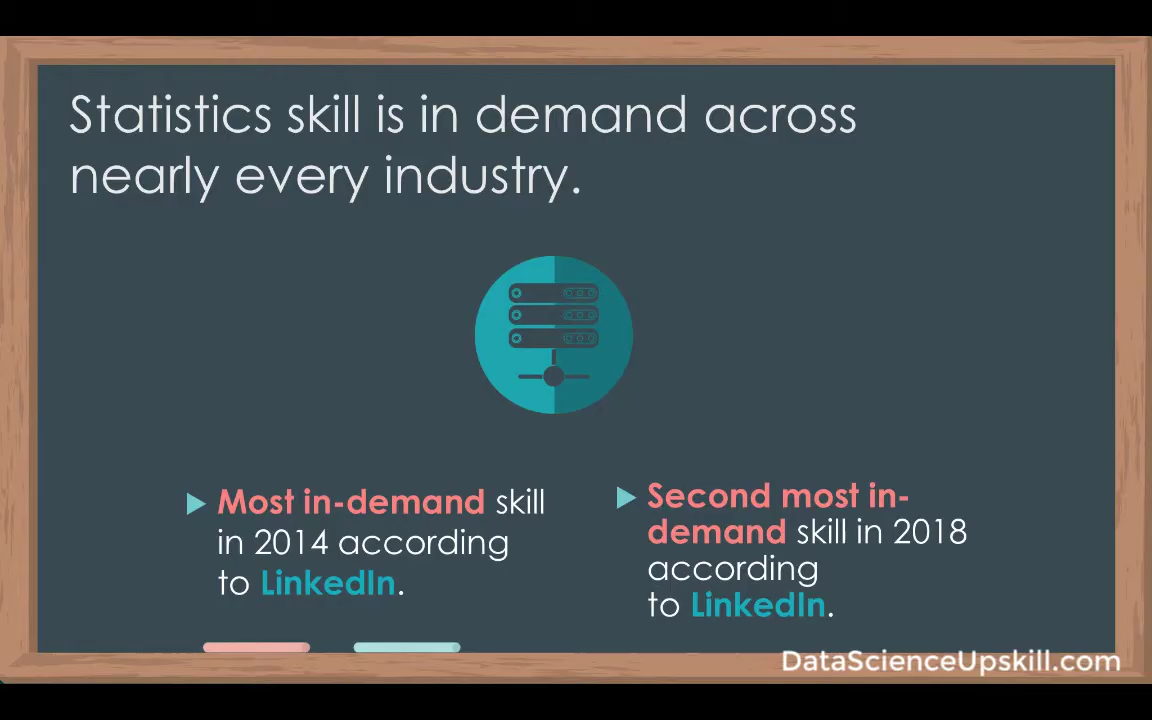 Statistics skill is in demand across
nearly every industry.
Most in-demand skill
in 2014 according
to LinkedIn.
Second most in-
demand skill in 2018
according
to LinkedIn.
DataScienceUpskill.com